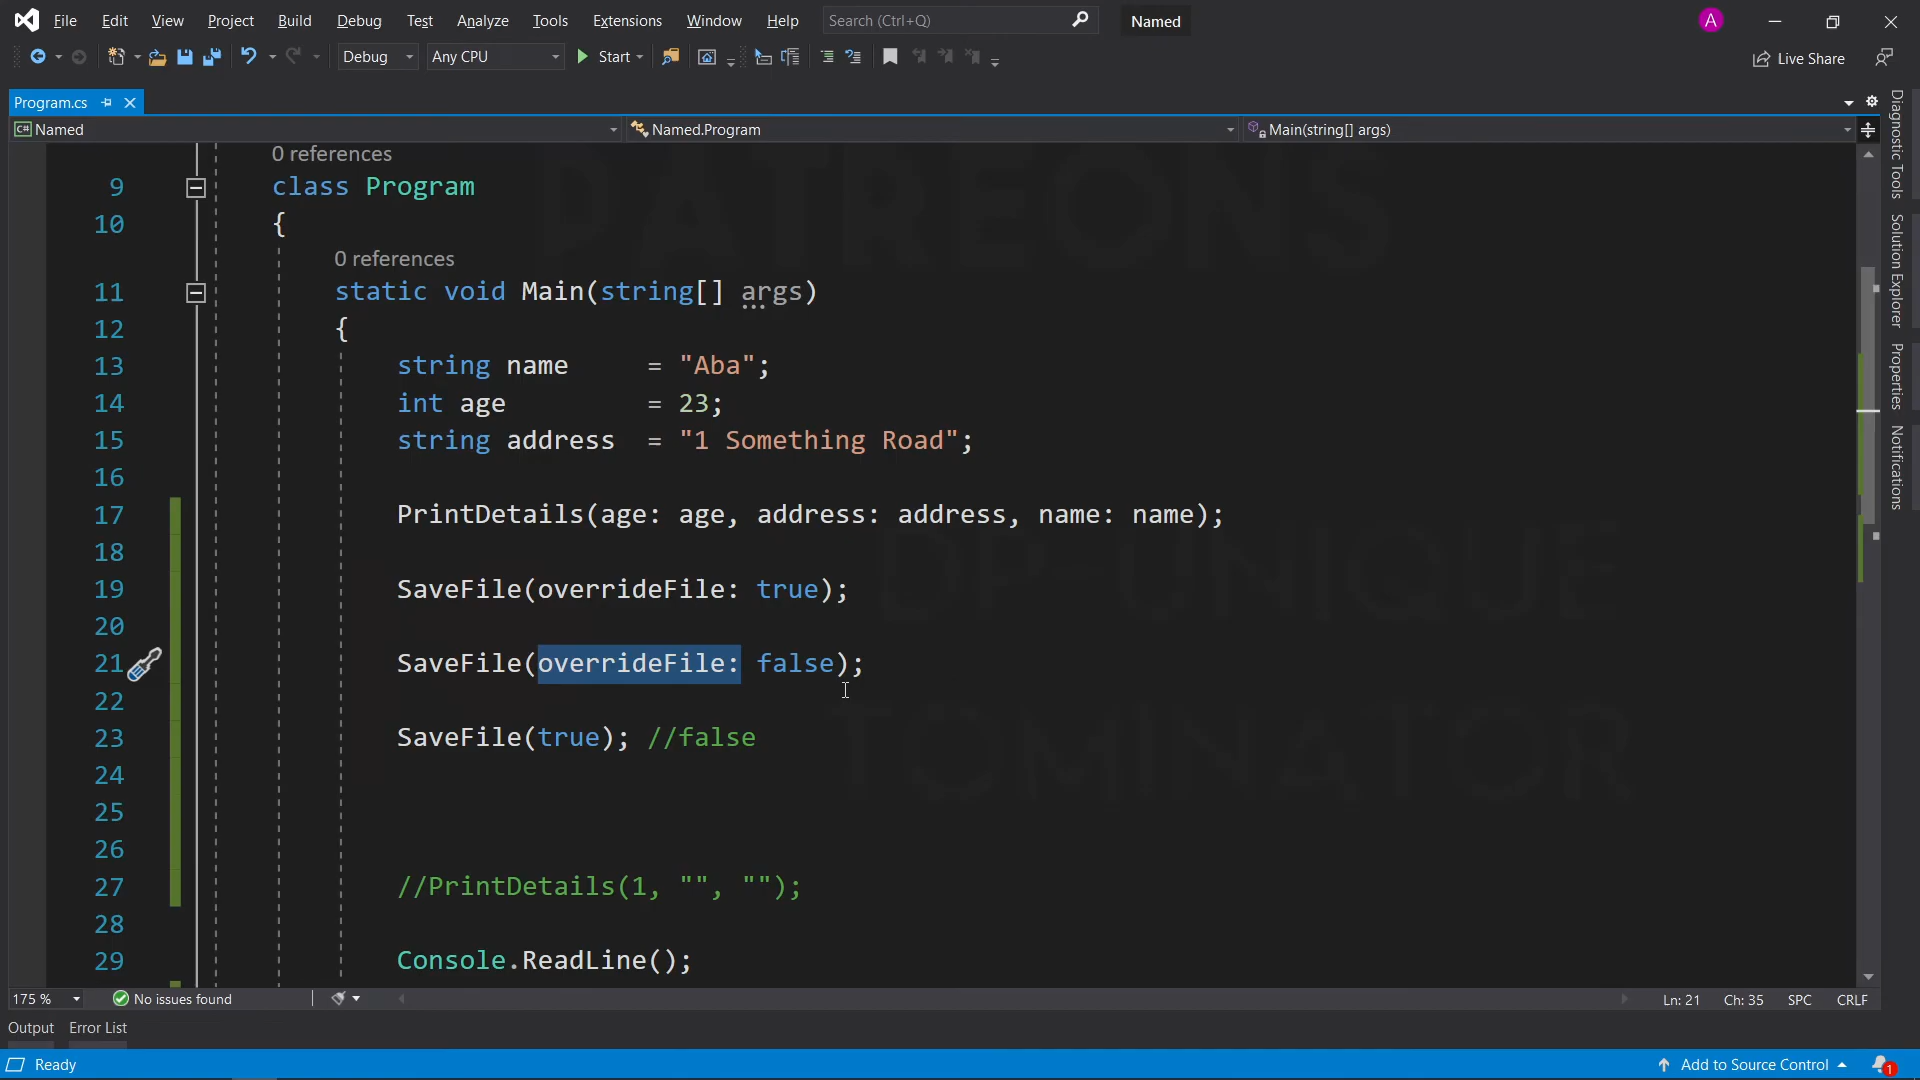 File Edit View Project Build Debug Test Analyze Tools Extensions Window Help Search (Ctrl+Q) Named A
Debug Any CPU Start Live Share
Program.cs
C# Named Named.Program Main(string[] args)
0 references
9 class Program
10 {
0 references
11 static void Main(string[] args)
12 {
13 string name = "Aba";
14 int age = 23;
15 string address = "1 Something Road";
16
17 PrintDetails(age: age, address: address, name: name);
18
19 SaveFile(overrideFile: true);
20
21 SaveFile(overrideFile: false);
22
23 SaveFile(true); //false
24
25
26
27 //PrintDetails(1, "", "");
28
29 Console.ReadLine();
PATREONS
DP-UNIQUE
TOM!NATOR
Diagnostic Tools
Solution Explorer
Properties
Notifications
175 % No issues found Ln: 21 Ch: 35 SPC CRLF
Output Error List
Ready Add to Source Control 1